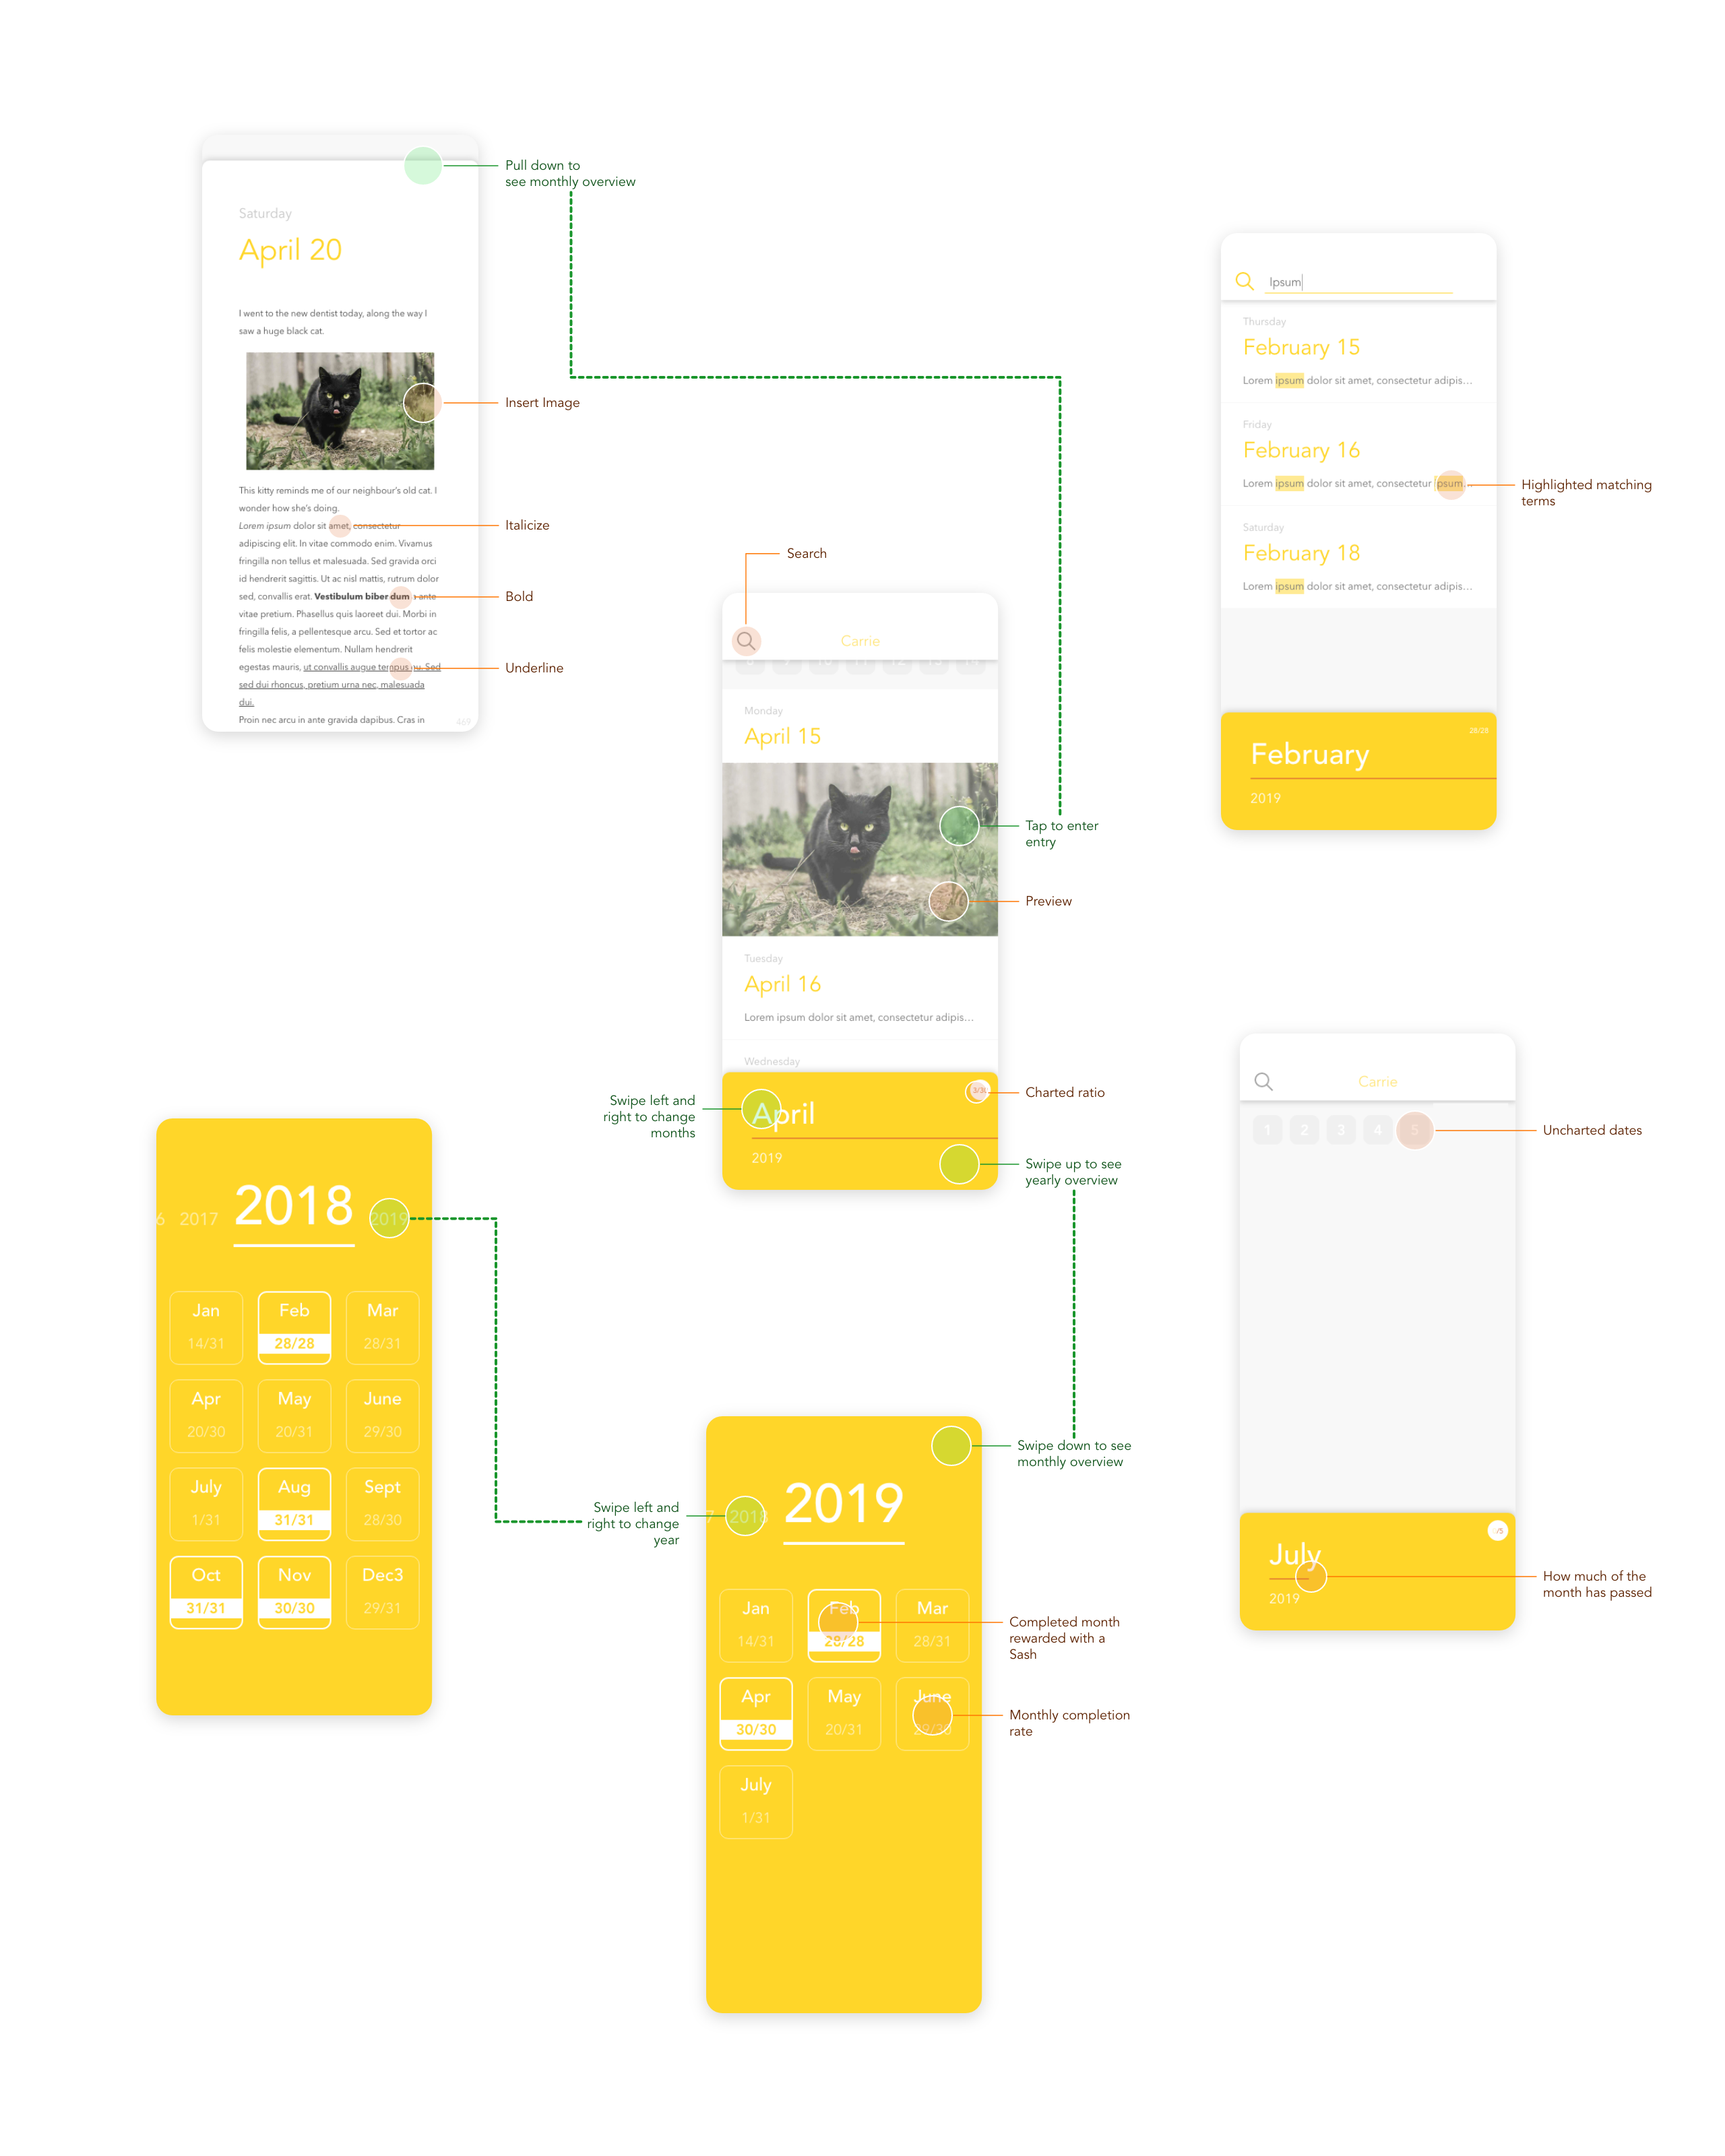 Pull down to
see monthly overview
Saturday
April 20
I went to the new dentist today, along the way I
saw a huge black cat.
Insert Image
This kitty reminds me of our neighbour's old cat. I
wonder how she's doing.
Lorem ipsum dolor sit amet, consectetur
adipiscing elit. In vitae commodo enim. Vivamus
fringilla non tellus et malesuada. Sed gravida orci
id hendrerit sagittis. Ut ac nisl mattis, rutrum dolor
sed, convallis erat. Vestibulum biber dum ante
vitae pretium. Phasellus quis laoreet dui. Morbi in
fringilla felis, a pellentesque arcu. Sed et tortor ac
felis molestie elementum. Nullam hendrerit
egestas mauris, ut convallis augue tempus qu. Sed
sed dui rhoncus, pretium urna nec, malesuada
dui.
Proin nec arcu in ante gravida dapibus. Cras in
469
Italicize
Bold
Underline
Ipsum
Thursday
February 15
Lorem ipsum dolor sit amet, consectetur adipis...
Friday
February 16
Lorem ipsum dolor sit amet, consectetur ipsum...
Saturday
February 18
Lorem ipsum dolor sit amet, consectetur adipis...
28/28
February
2019
Highlighted matching
terms
Search
Carrie
8 9 10 11 12 13 14
Monday
April 15
Tap to enter
entry
Preview
Tuesday
April 16
Lorem ipsum dolor sit amet, consectetur adipis...
Wednesday
Charted ratio
April
2019
Swipe left and
right to change
months
Swipe up to see
yearly overview
Carrie
1 2 3 4 5
Uncharted dates
/5
July
2019
How much of the
month has passed
6 2017 2018 2019
Jan Feb Mar
14/31 28/28 28/31
Apr May June
20/30 20/31 29/30
July Aug Sept
1/31 31/31 28/30
Oct Nov Dec3
31/31 30/30 29/31
Swipe down to see
monthly overview
Swipe left and
right to change
year
7 2018 2019
Jan Feb Mar
14/31 28/28 28/31
Apr May June
30/30 20/31 29/30
July
1/31
Completed month
rewarded with a
Sash
Monthly completion
rate